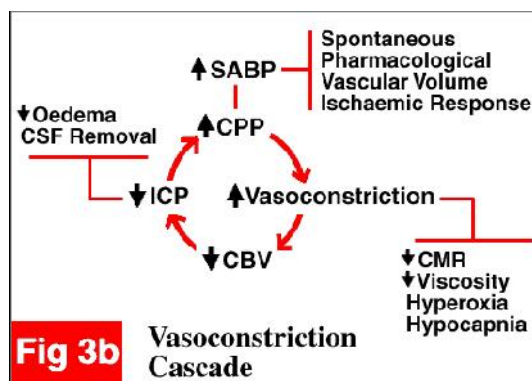 Spontaneous
↑SABP
Pharmacological
Vascular Volume
Ischaemic Response
↓Oedema
CSF Removal
↑CPP
↓ICP
↑Vasoconstriction
↓CBV
↓CMR
↓Viscosity
Hyperoxia
Hypocapnia
Fig 3b
Vasoconstriction
Cascade